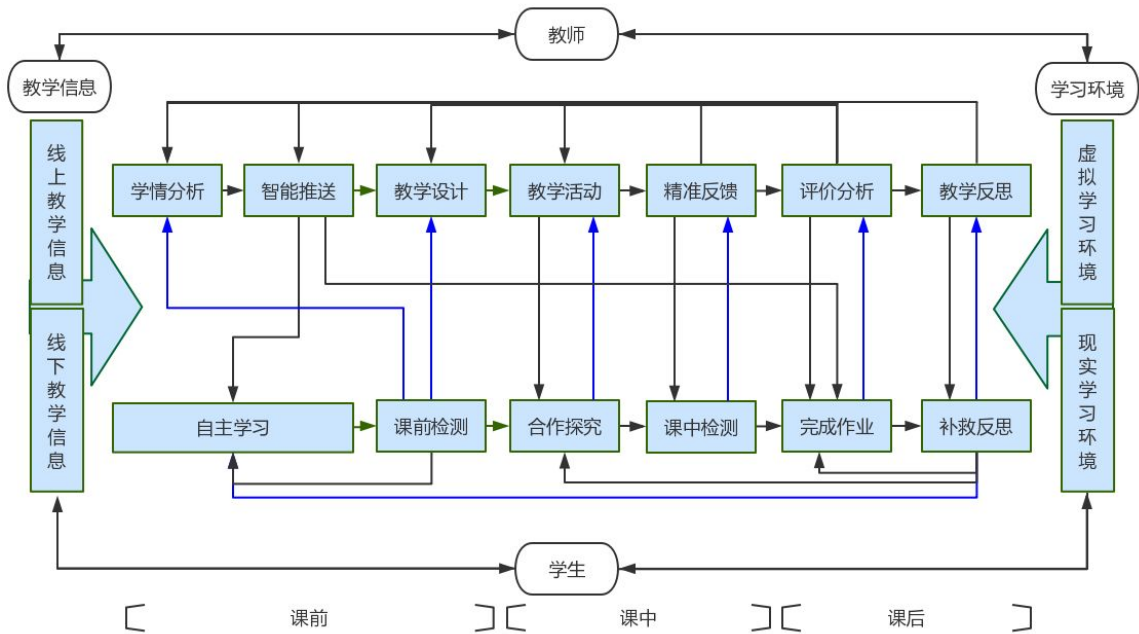 教师
教学信息
学习环境
线上教学信息
虚拟学习环境
学情分析
智能推送
教学设计
教学活动
精准反馈
评价分析
教学反思
线下教学信息
现实学习环境
自主学习
课前检测
合作探究
课中检测
完成作业
补救反思
学生
课前
课中
课后